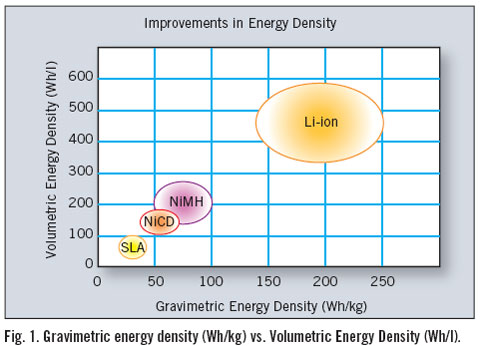 Improvements in Energy Density
Volumetric Energy Density (Wh/l)
600
500
400
300
200
100
0
Li-ion
NiMH
NiCD
SLA
0 50 100 150 200 250
Gravimetric Energy Density (Wh/kg)
Fig. 1. Gravimetric energy density (Wh/kg) vs. Volumetric Energy Density (Wh/l).